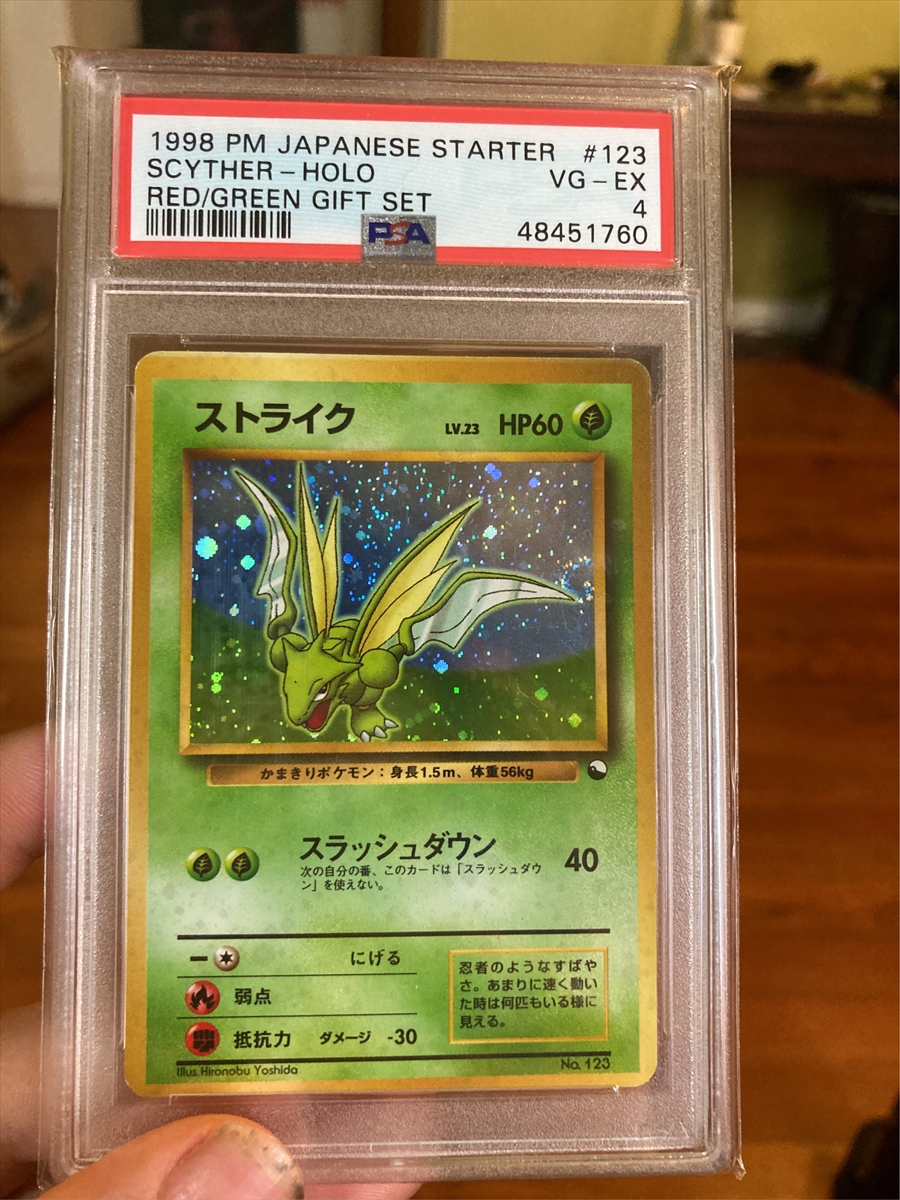 1998 PM JAPANESE STARTER #123
SCYTHER-HOLO VG-EX
RED/GREEN GIFT SET 4
PSA 48451760
ストライク LV.23 HP60
かまきりポケモン：身長1.5m、体重56kg
スラッシュダウン 40
次の自分の番、このカードは「スラッシュダウ
ン」を使えない。
にげる
弱点
抵抗力 ダメージ -30
忍者のようなすばや
さ。あまりに速く動い
た時は何匹もいる様に
見える。
Illus.Hironobu Yoshida No. 123